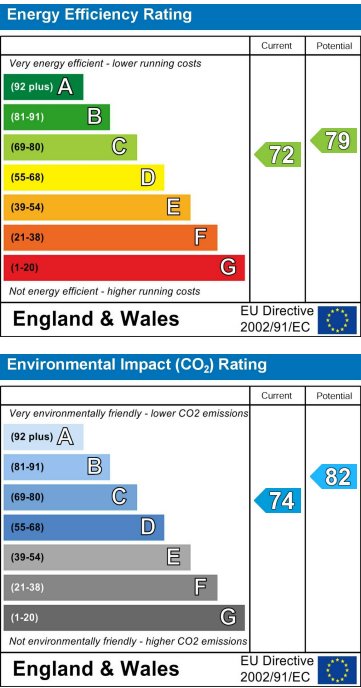 Energy Efficiency Rating
Current Potential
Very energy efficient - lower running costs
(92 plus) A
(81-91) B
(69-80) C
72 79
(55-68) D
(39-54) E
(21-38) F
(1-20) G
Not energy efficient - higher running costs
England & Wales
EU Directive
2002/91/EC
Environmental Impact (CO₂) Rating
Current Potential
Very environmentally friendly - lower CO2 emissions
(92 plus) A
(81-91) B
82
(69-80) C
74
(55-68) D
(39-54) E
(21-38) F
(1-20) G
Not environmentally friendly - higher CO2 emissions
England & Wales
EU Directive
2002/91/EC